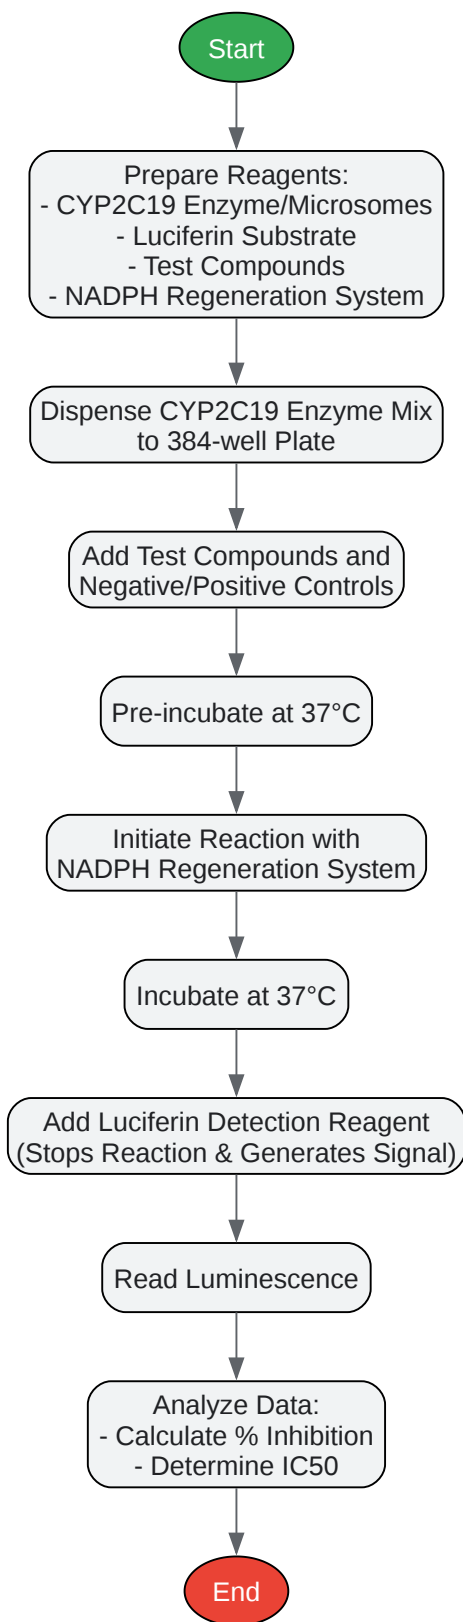 Start
Prepare Reagents:
- CYP2C19 Enzyme/Microsomes
- Luciferin Substrate
- Test Compounds
- NADPH Regeneration System
Dispense CYP2C19 Enzyme Mix
to 384-well Plate
Add Test Compounds and
Negative/Positive Controls
Pre-incubate at 37°C
Initiate Reaction with
NADPH Regeneration System
Incubate at 37°C
Add Luciferin Detection Reagent
(Stops Reaction & Generates Signal)
Read Luminescence
Analyze Data:
- Calculate % Inhibition
- Determine IC50
End